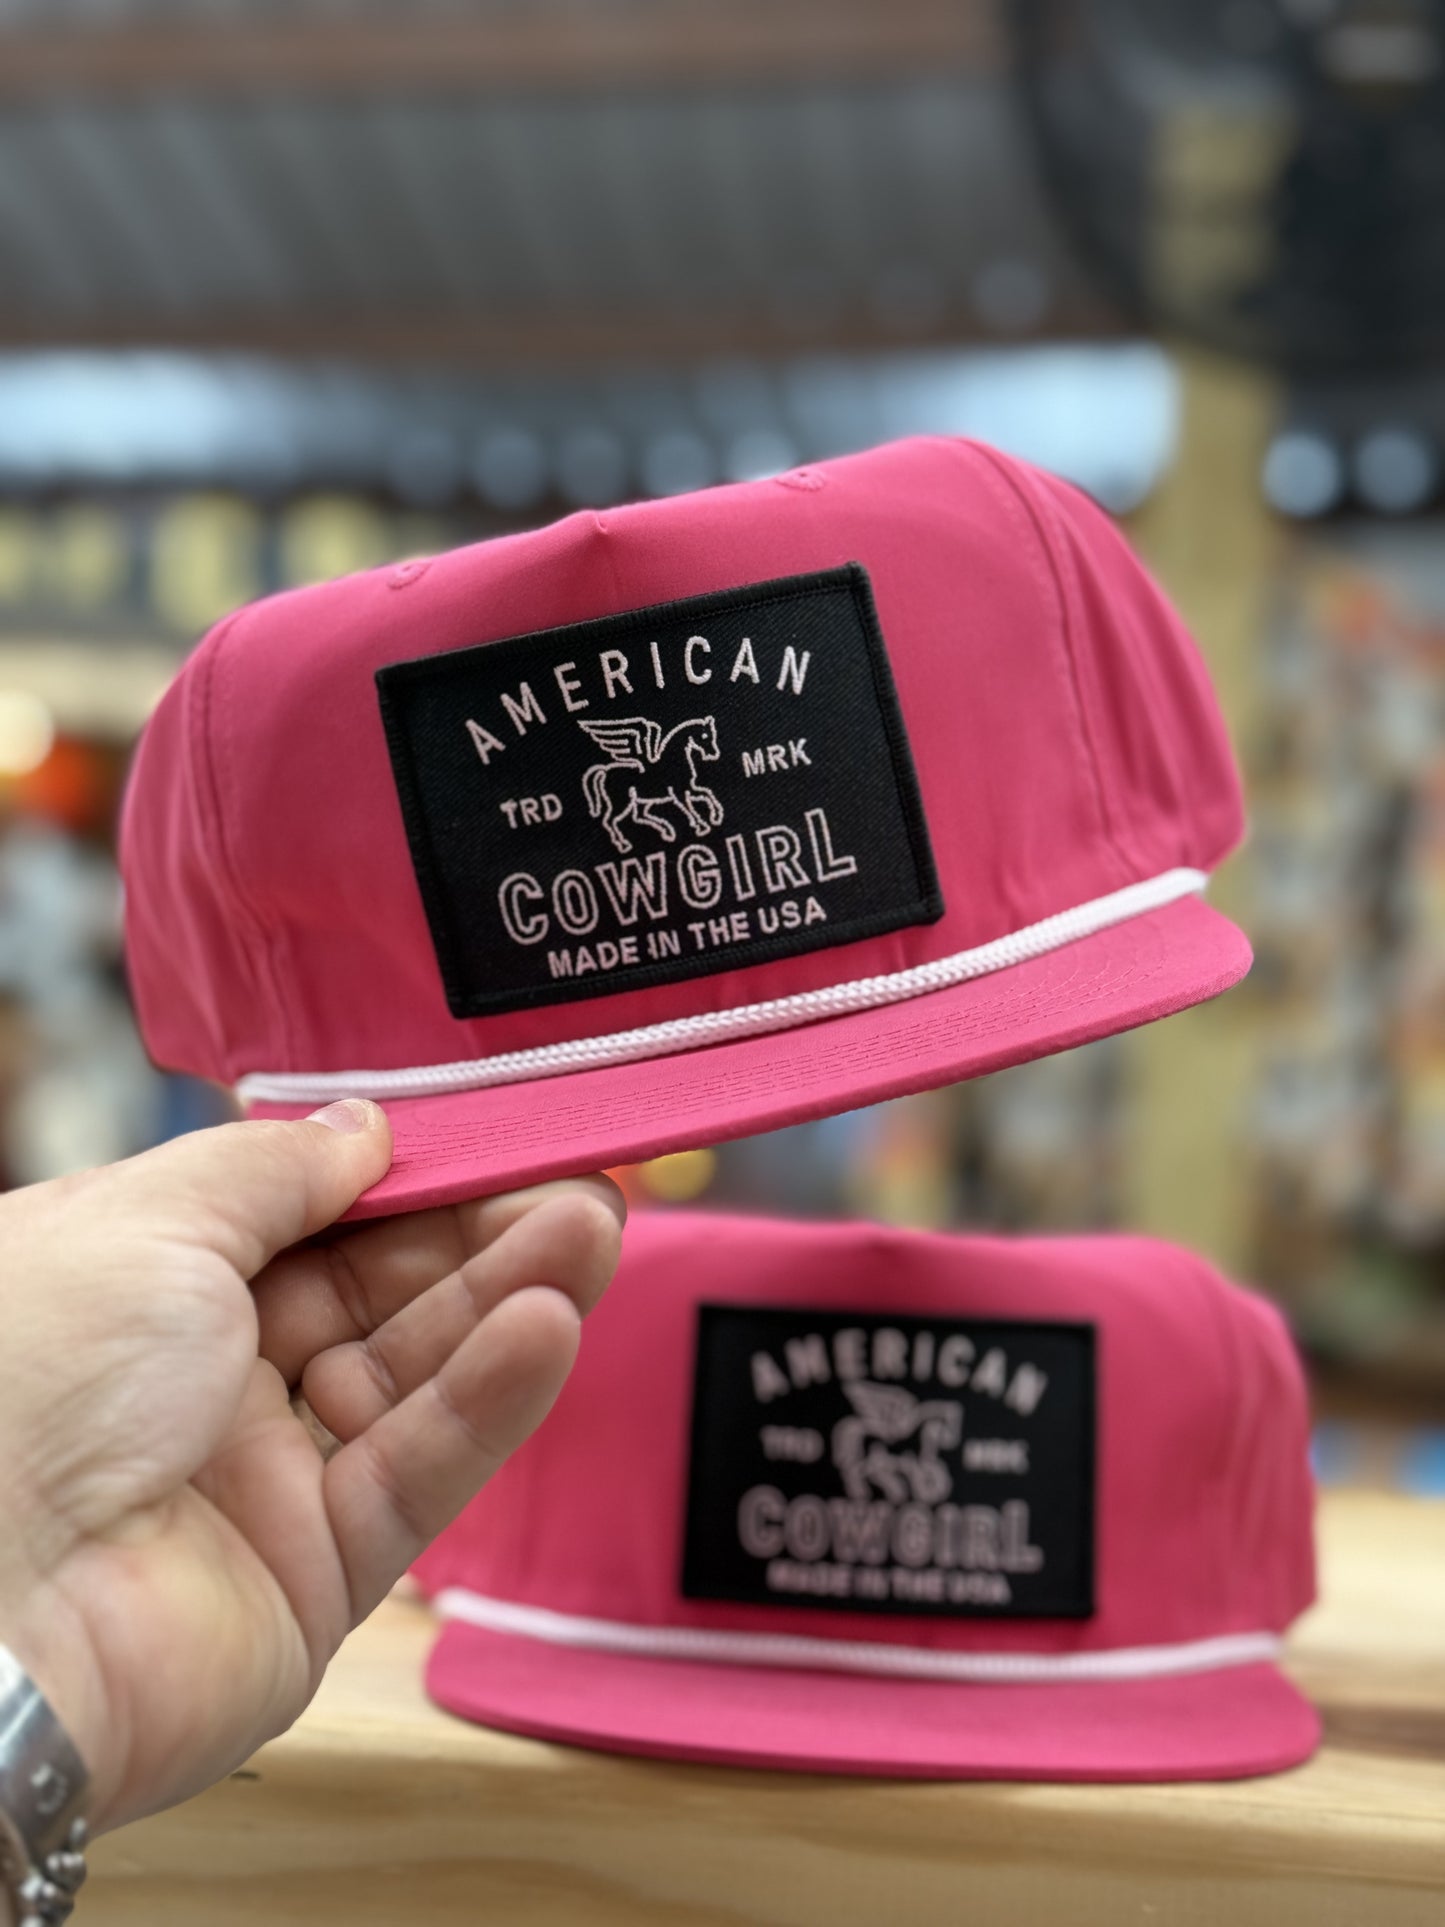 AMERICAN
TRD MRK
COWGIRL
MADE IN THE USA
AMERICAN
TRD MRK
COWGIRL
MADE IN THE USA